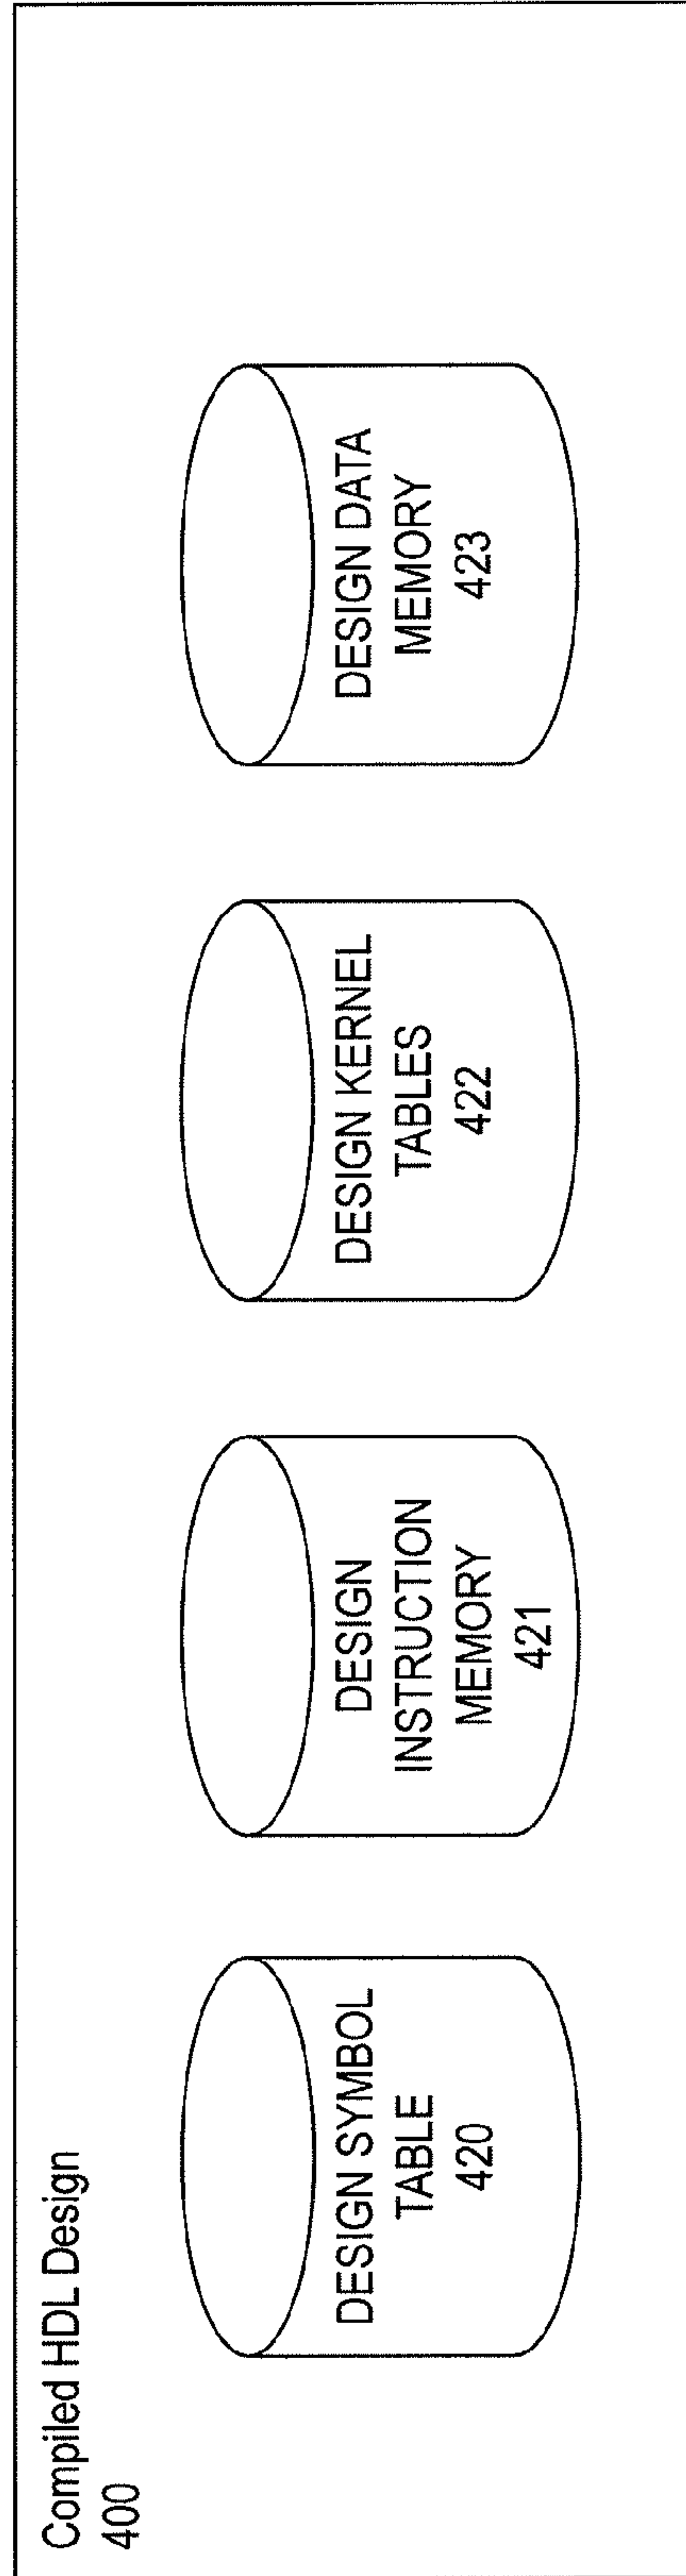 Compiled HDL Design
400
DESIGN SYMBOL
TABLE
420
DESIGN
INSTRUCTION
MEMORY
421
DESIGN KERNEL
TABLES
422
DESIGN DATA
MEMORY
423